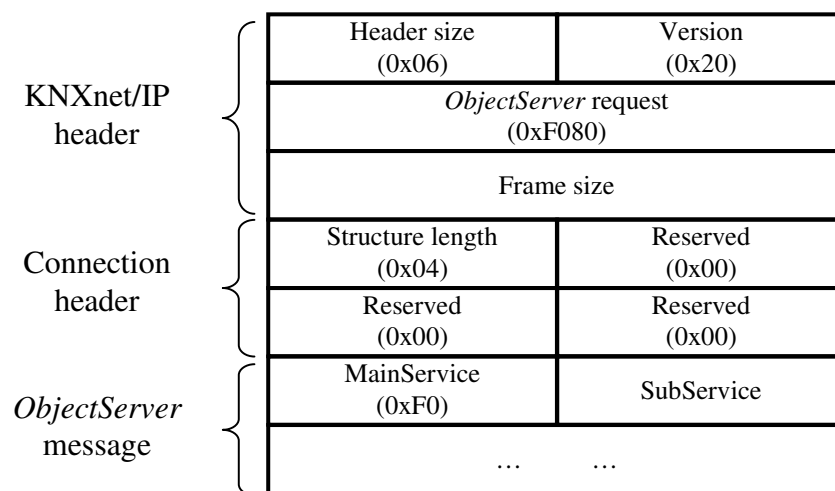 KNXnet/IP
header
Header size
(0x06)
Version
(0x20)
ObjectServer request
(0xF080)
Frame size
Connection
header
Structure length
(0x04)
Reserved
(0x00)
Reserved
(0x00)
Reserved
(0x00)
ObjectServer
message
MainService
(0xF0)
SubService
... ...